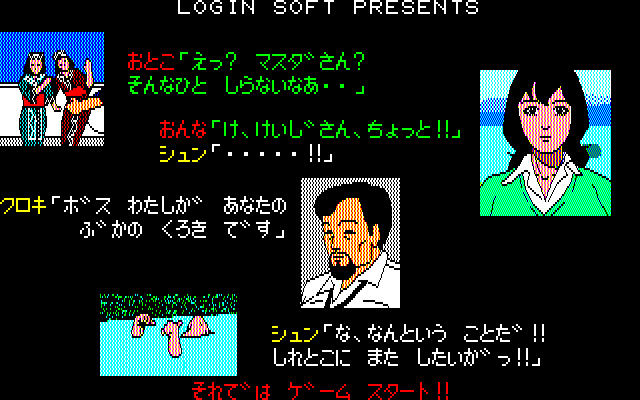 LOGIN SOFT PRESENTS
おとこ「えっ? マスダさん?
そんなひと しらないなあ・・」
おんな「け、けいじさん、ちょっと!!」
シュン「・・・・・!!」
クロキ「ボス わたしが あなたの
ぶかの くろき です」
シュン「な、なんという ことだ!!
しれとこに また したいがっ!!」
それでは ゲーム スタート!!